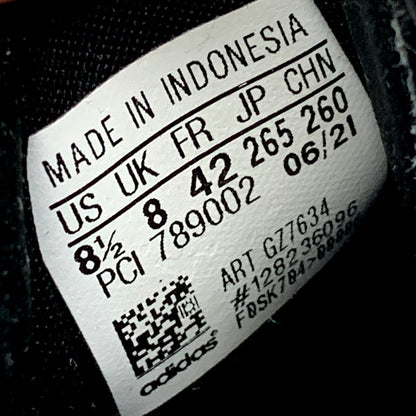 MADE IN INDONESIA
US UK FR JP CHN
8½ 8 42 265 260
PCI 789002 06/21
ART GZ7634
#128236096
adidas